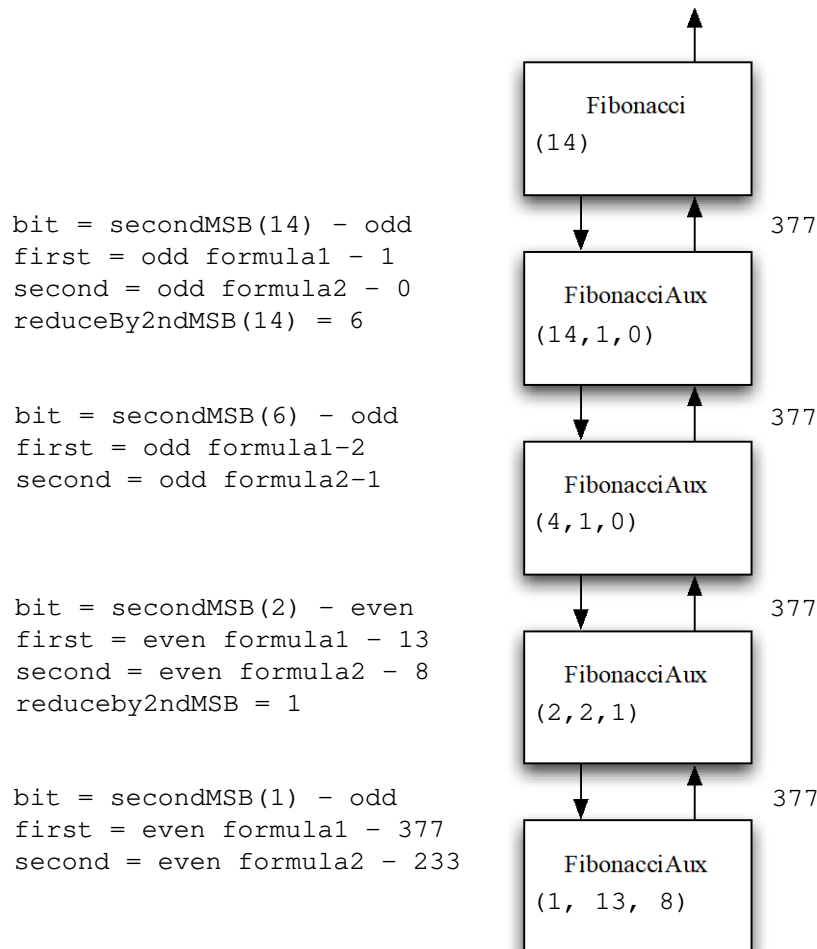 Fibonacci
(14)
bit = secondMSB(14) - odd
first = odd formula1 - 1
second = odd formula2 - 0
reduceBy2ndMSB(14) = 6
377
FibonacciAux
(14,1,0)
bit = secondMSB(6) - odd
first = odd formula1-2
second = odd formula2-1
377
FibonacciAux
(4,1,0)
bit = secondMSB(2) - even
first = even formula1 - 13
second = even formula2 - 8
reduceby2ndMSB = 1
377
FibonacciAux
(2,2,1)
bit = secondMSB(1) - odd
first = even formula1 - 377
second = even formula2 - 233
377
FibonacciAux
(1, 13, 8)